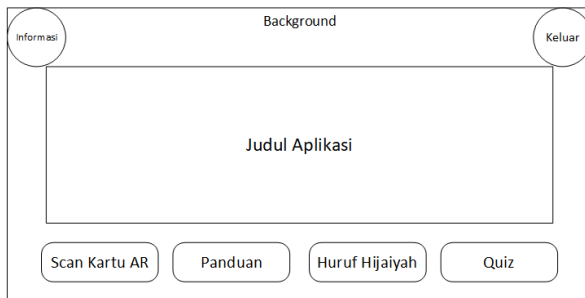 Background
Informasi
Keluar
Judul Aplikasi
Scan Kartu AR
Panduan
Huruf Hijaiyah
Quiz